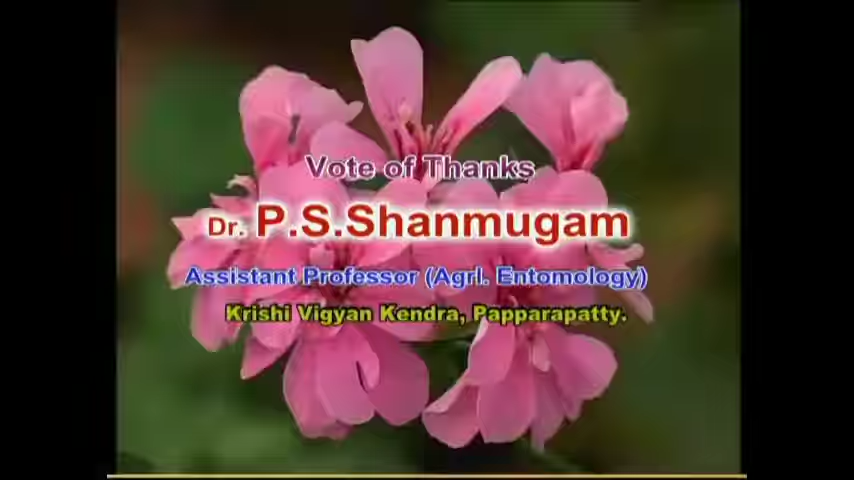 Vote of Thanks
Dr. P.S.Shanmugam
Assistant Professor (Agrl. Entomology)
Krishi Vigyan Kendra, Papparapatty.